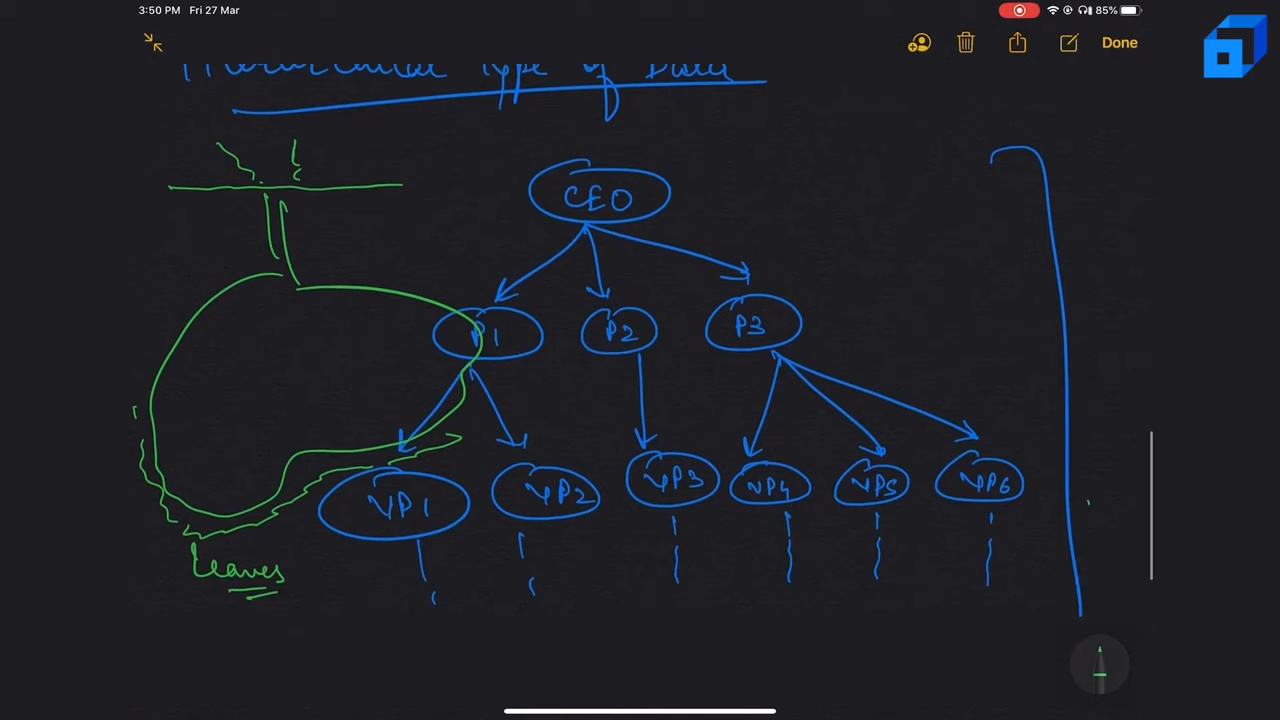 3:50 PM Fri 27 Mar
85%
Done
Type of Data
CEO
P1 P2 P3
VP1 VP2 VP3 VP4 VP5 VP6
Leaves